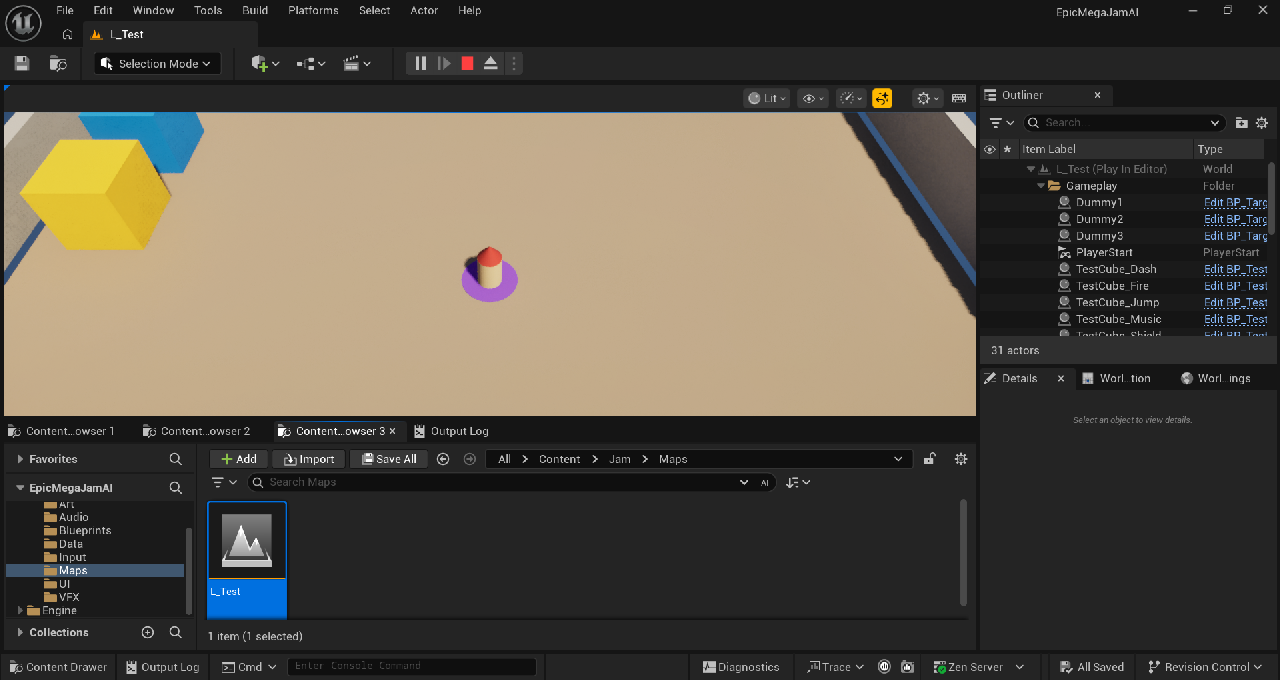 File Edit Window Tools Build Platforms Select Actor Help
EpicMegaJamAI
L_Test
Selection Mode
Lit
Outliner
Search...
Item Label Type
L_Test (Play In Editor) World
Gameplay Folder
Dummy1 Edit BP_Targ
Dummy2 Edit BP_Targ
Dummy3 Edit BP_Targ
PlayerStart PlayerStart
TestCube_Dash Edit BP_Test
TestCube_Fire Edit BP_Test
TestCube_Jump Edit BP_Test
TestCube_Music Edit BP_Test
TestCube_Shield Edit BP_Test
31 actors
Details Worl...tion Worl...ings
Select an object to view details.
Content...owser 1 Content...owser 2 Content...owser 3 Output Log
Favorites
Add Import Save All All Content Jam Maps
EpicMegaJamAI
Search Maps AI
Art
Audio
Blueprints
Data
Input
Maps
UI
VFX
Engine
Collections
L_Test
1 item (1 selected)
Content Drawer Output Log Cmd Enter Console Command Diagnostics Trace Zen Server All Saved Revision Control